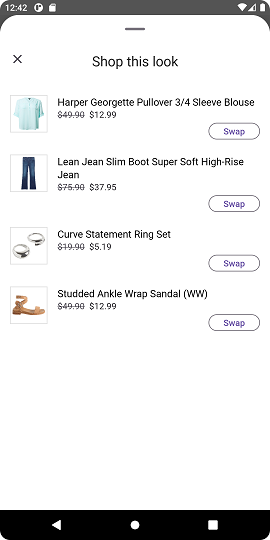 12:42
Shop this look
Harper Georgette Pullover 3/4 Sleeve Blouse
$49.90 $12.99
Swap
Lean Jean Slim Boot Super Soft High-Rise
Jean
$75.90 $37.95
Swap
Curve Statement Ring Set
$19.90 $5.19
Swap
Studded Ankle Wrap Sandal (WW)
$49.90 $12.99
Swap